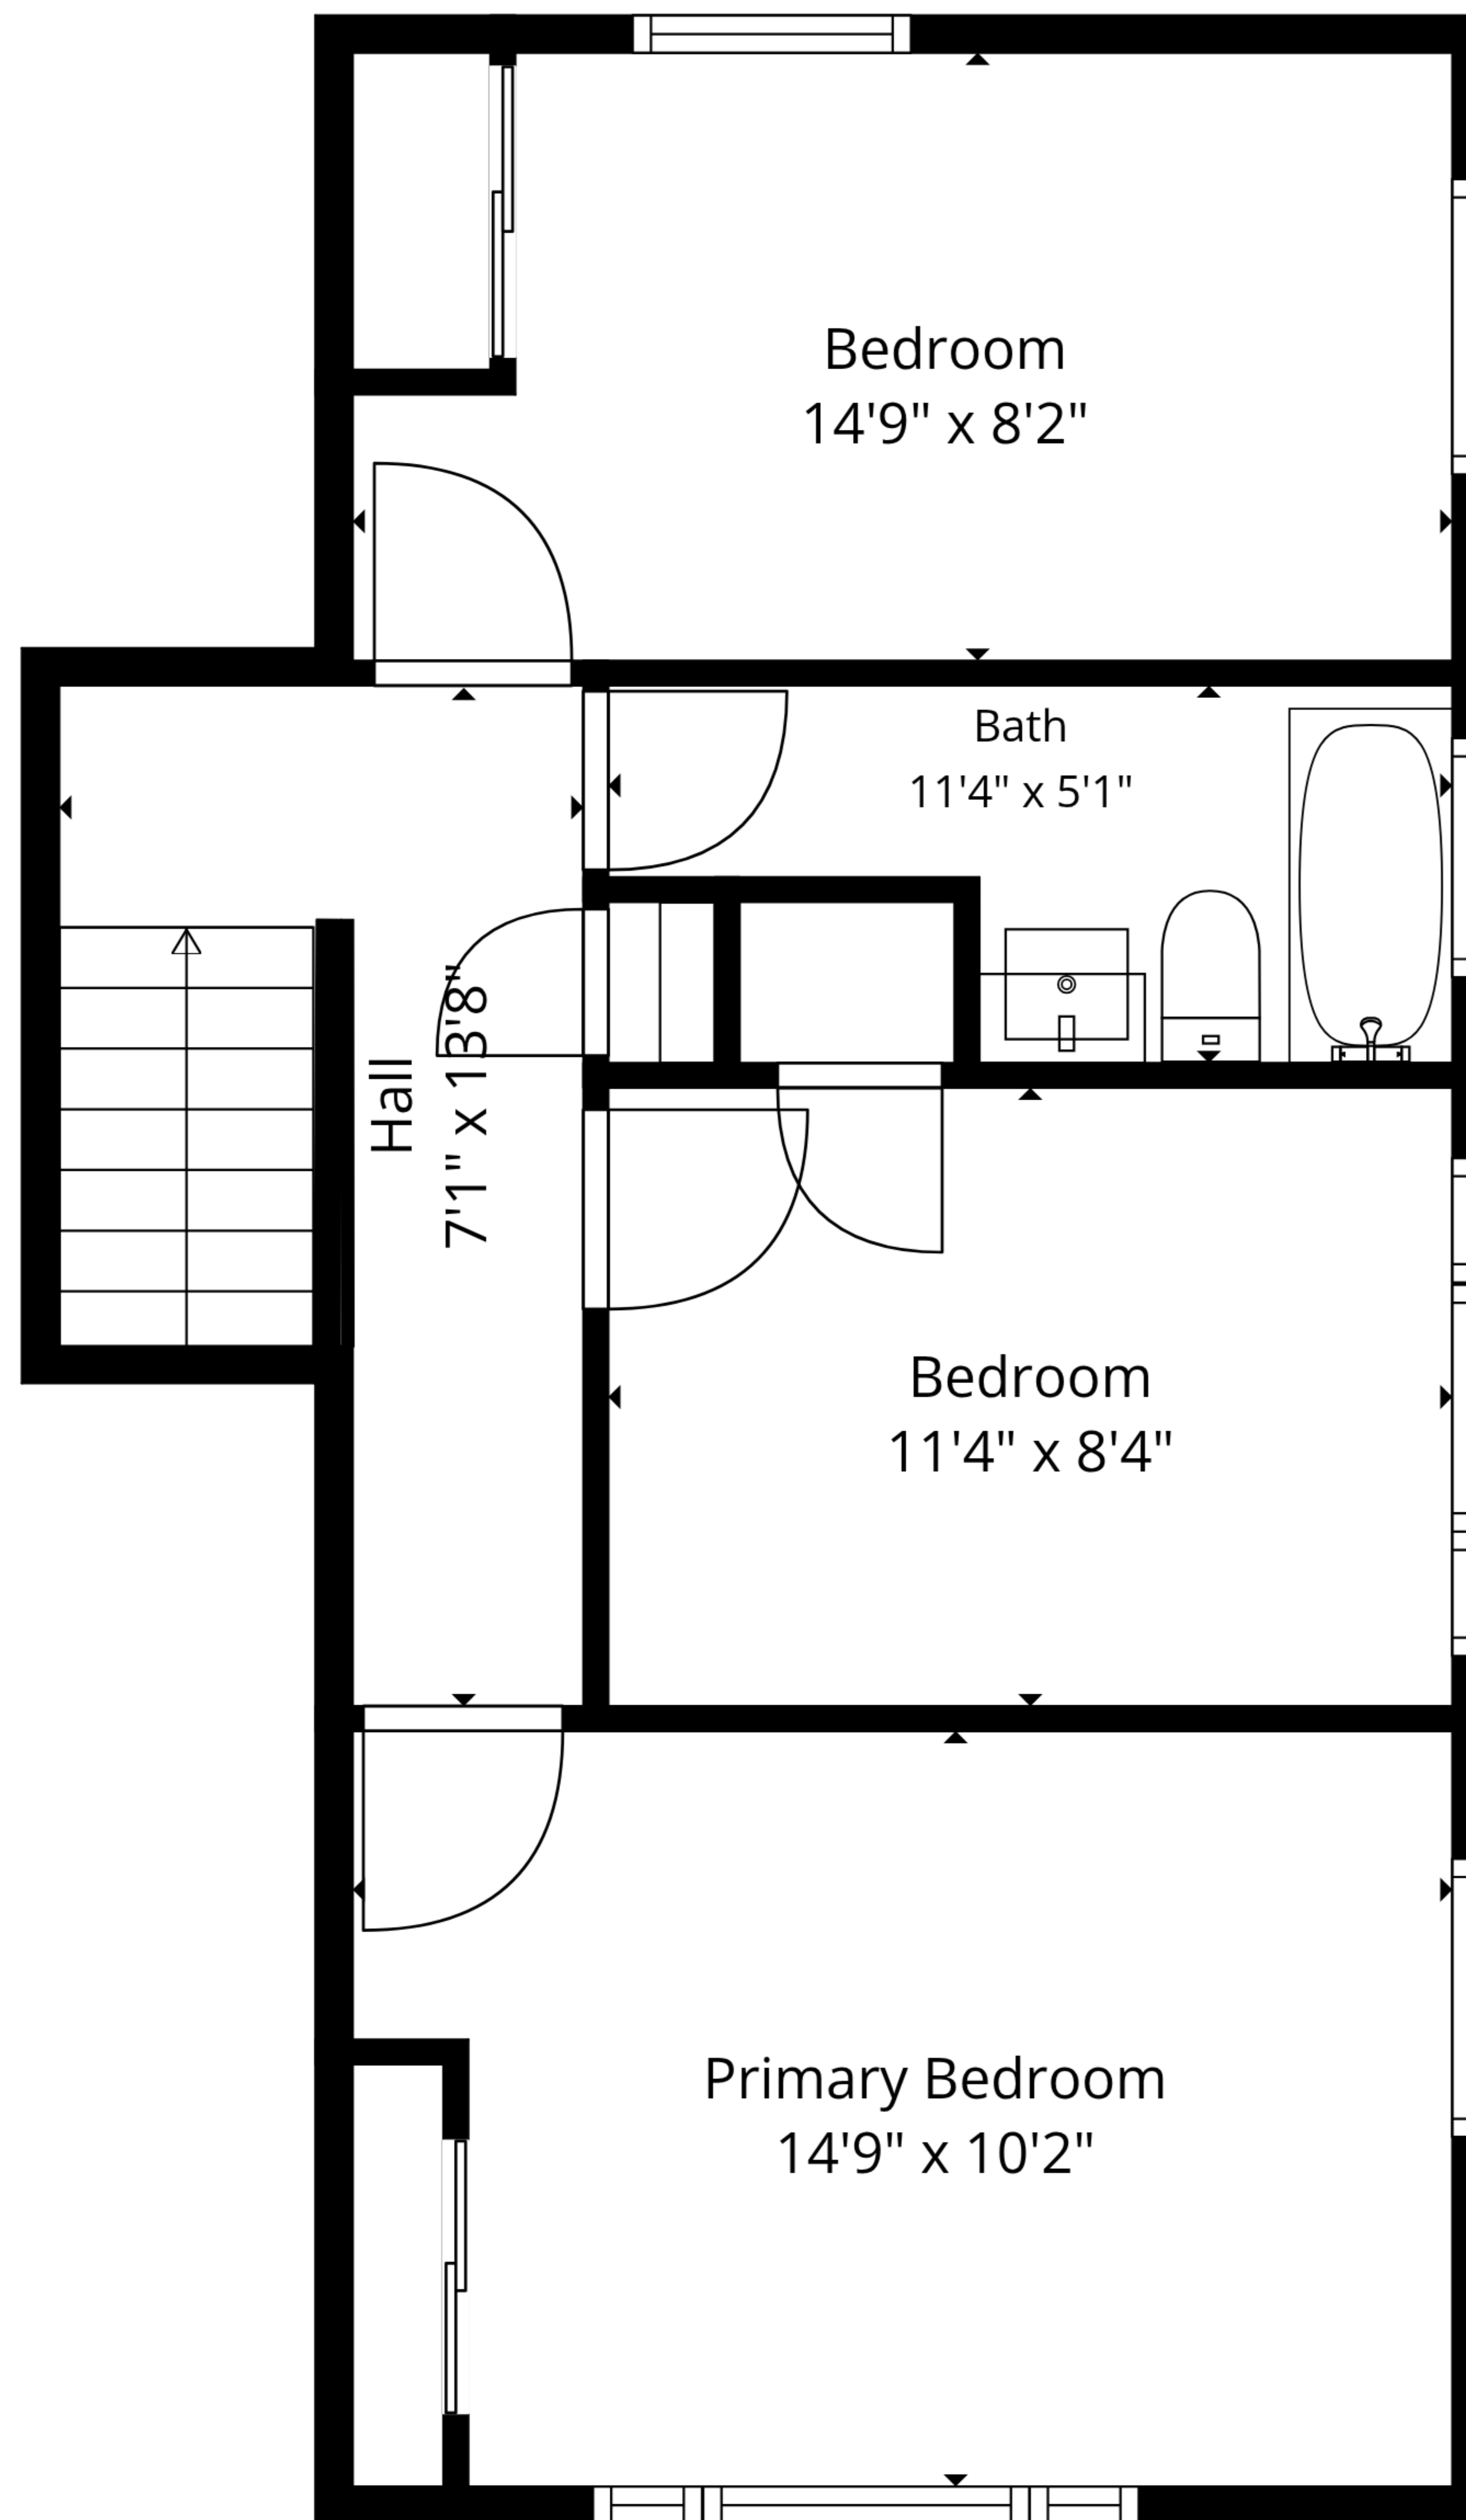 Bedroom
14'9" x 8'2"
Bath
11'4" x 5'1"
Hall
7'1" x 13'8"
Bedroom
11'4" x 8'4"
Primary Bedroom
14'9" x 10'2"